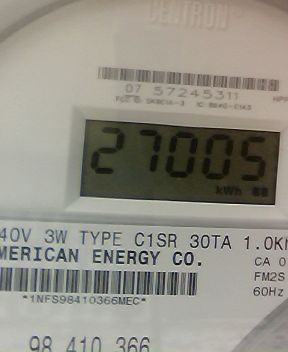 CENTRON
07 57245311
27005
kWh 88
40V 3W TYPE C1SR 30TA 1.0K
MERICAN ENERGY CO.
CA 0
FM2S
*1NFS98410366MEC*
60Hz
98 410 366